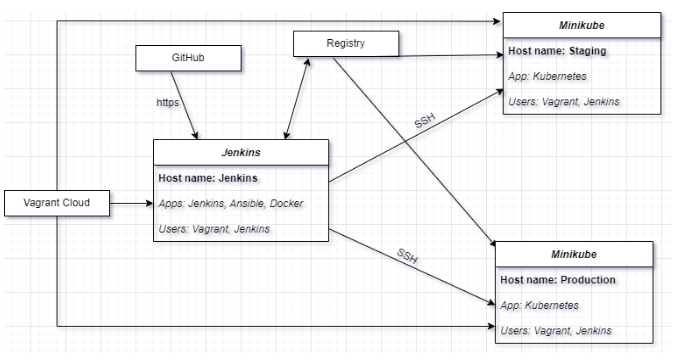 Minikube
Host name: Staging
App: Kubernetes
Users: Vagrant, Jenkins
Registry
GitHub
https
SSH
Jenkins
Host name: Jenkins
Apps: Jenkins, Ansible, Docker
Users: Vagrant, Jenkins
Vagrant Cloud
SSH
Minikube
Host name: Production
App: Kubernetes
Users: Vagrant, Jenkins